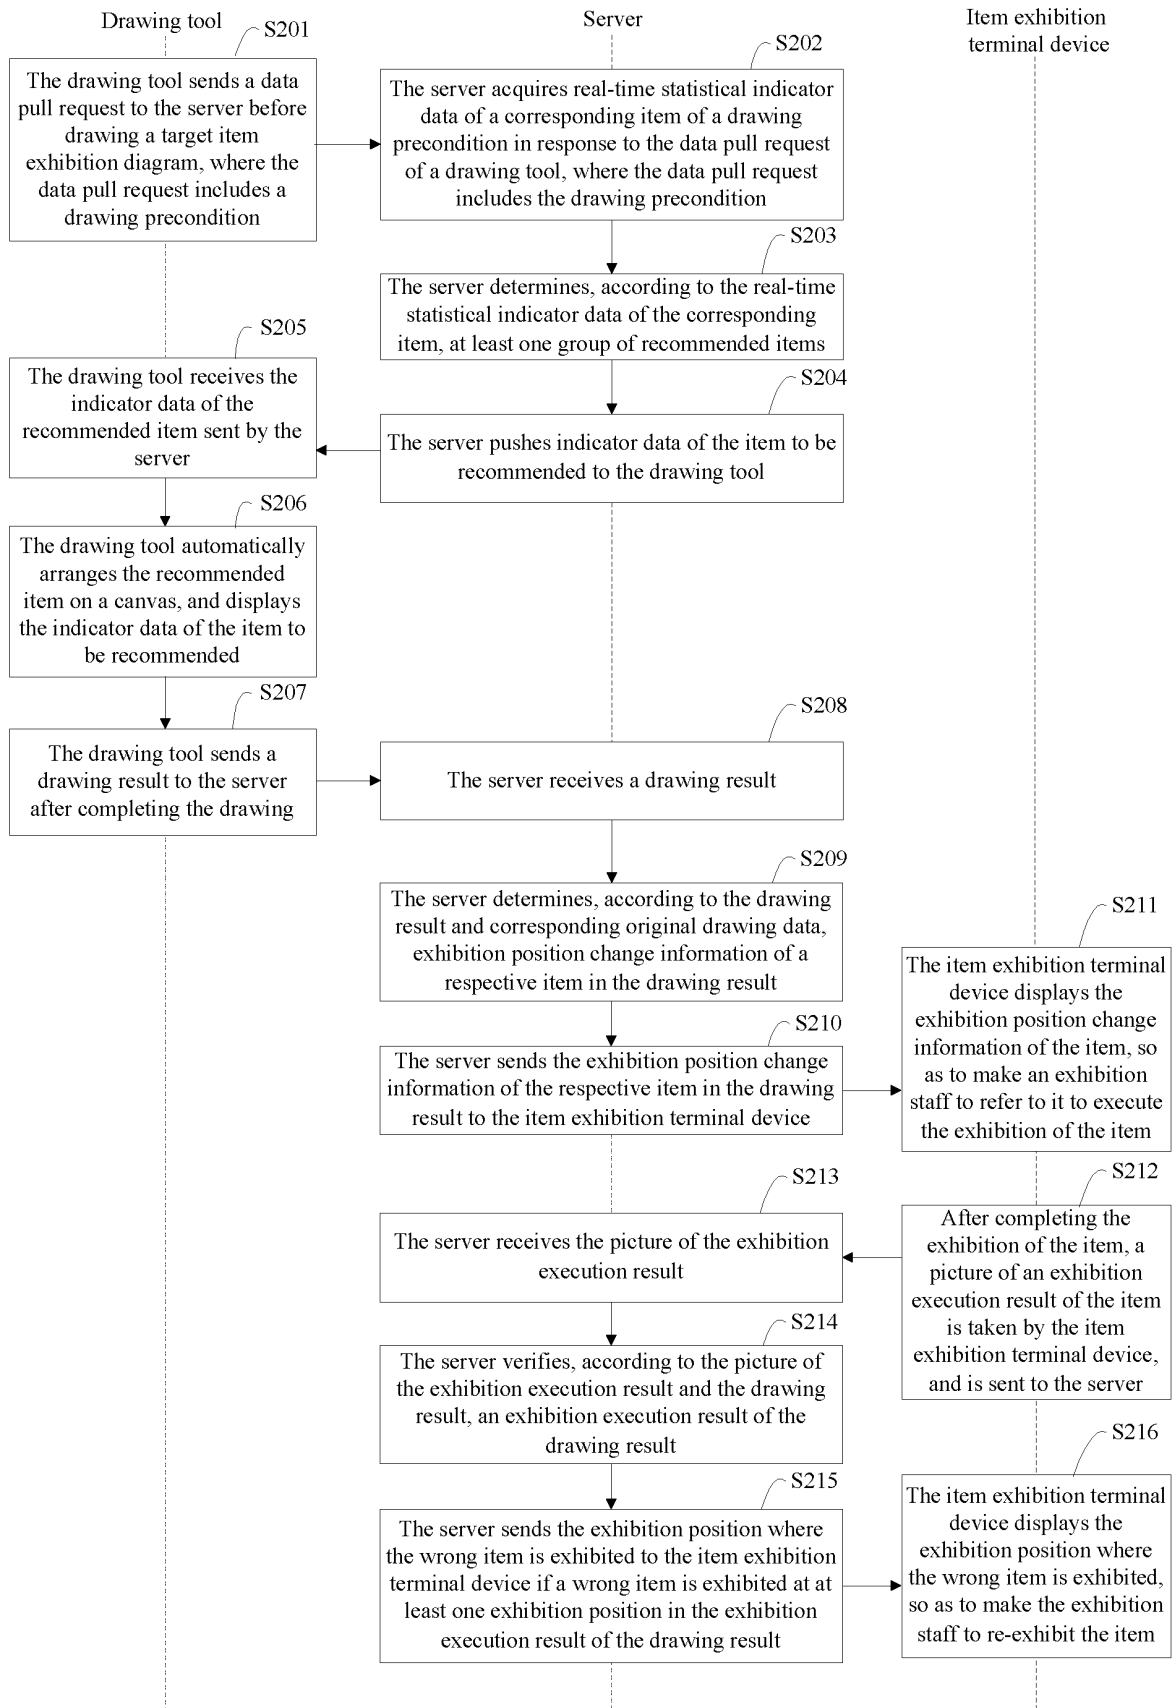 Drawing tool
Server
Item exhibition
terminal device
S201
The drawing tool sends a data
pull request to the server before
drawing a target item
exhibition diagram, where the
data pull request includes a
drawing precondition
S202
The server acquires real-time statistical indicator
data of a corresponding item of a drawing
precondition in response to the data pull request
of a drawing tool, where the data pull request
includes the drawing precondition
S203
The server determines, according to the real-time
statistical indicator data of the corresponding
item, at least one group of recommended items
S204
The server pushes indicator data of the item to be
recommended to the drawing tool
S205
The drawing tool receives the
indicator data of the
recommended item sent by the
server
S206
The drawing tool automatically
arranges the recommended
item on a canvas, and displays
the indicator data of the item to
be recommended
S207
The drawing tool sends a
drawing result to the server
after completing the drawing
S208
The server receives a drawing result
S209
The server determines, according to the drawing
result and corresponding original drawing data,
exhibition position change information of a
respective item in the drawing result
S210
The server sends the exhibition position change
information of the respective item in the drawing
result to the item exhibition terminal device
S211
The item exhibition terminal
device displays the
exhibition position change
information of the item, so
as to make an exhibition
staff to refer to it to execute
the exhibition of the item
S212
After completing the
exhibition of the item, a
picture of an exhibition
execution result of the item
is taken by the item
exhibition terminal device,
and is sent to the server
S213
The server receives the picture of the exhibition
execution result
S214
The server verifies, according to the picture of
the exhibition execution result and the drawing
result, an exhibition execution result of the
drawing result
S215
The server sends the exhibition position where
the wrong item is exhibited to the item exhibition
terminal device if a wrong item is exhibited at at
least one exhibition position in the exhibition
execution result of the drawing result
S216
The item exhibition terminal
device displays the
exhibition position where
the wrong item is exhibited,
so as to make the exhibition
staff to re-exhibit the item